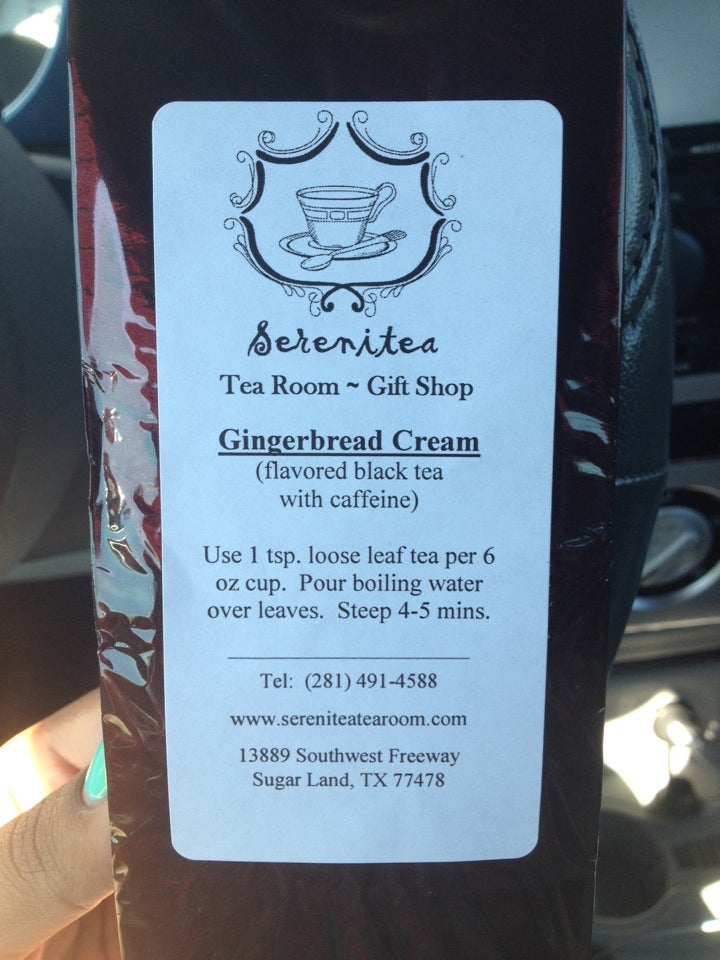 Serenitea
Tea Room ~ Gift Shop
Gingerbread Cream
(flavored black tea
with caffeine)
Use 1 tsp. loose leaf tea per 6
oz cup. Pour boiling water
over leaves. Steep 4-5 mins.
Tel: (281) 491-4588
www.sereniteatearoom.com
13889 Southwest Freeway
Sugar Land, TX 77478